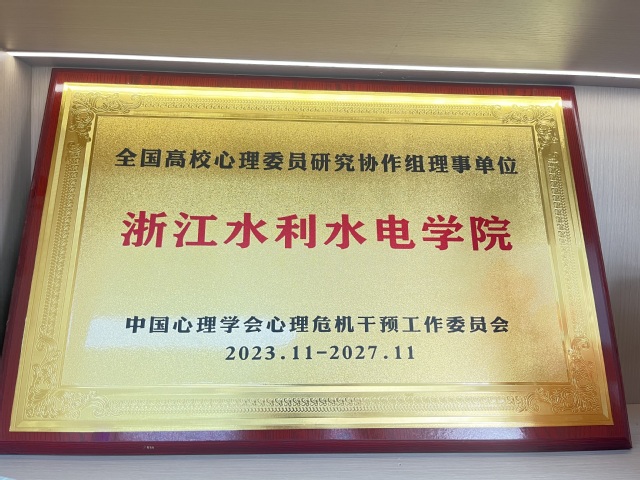 全国高校心理委员研究协作组理事单位
浙江水利水电学院
中国心理学会心理危机干预工作委员会
2023.11-2027.11